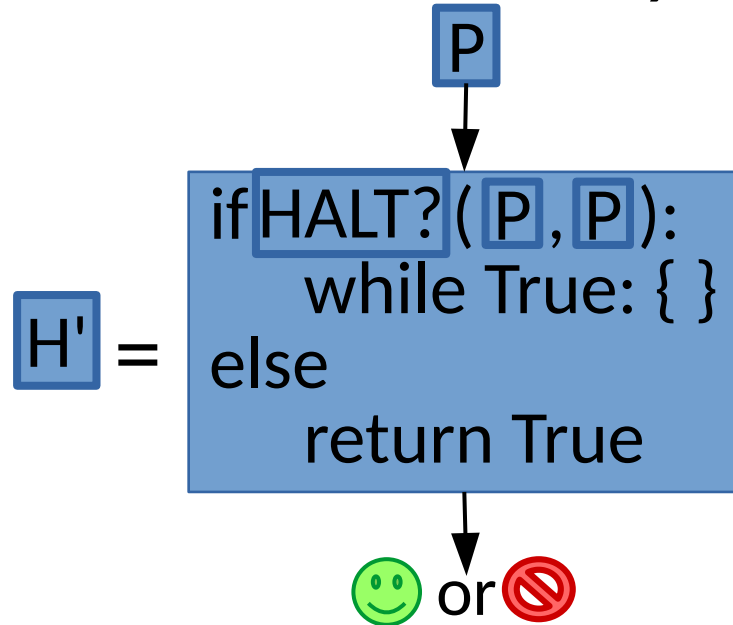 P
if HALT? ( P , P ):
while True: { }
H' =
else
return True
or